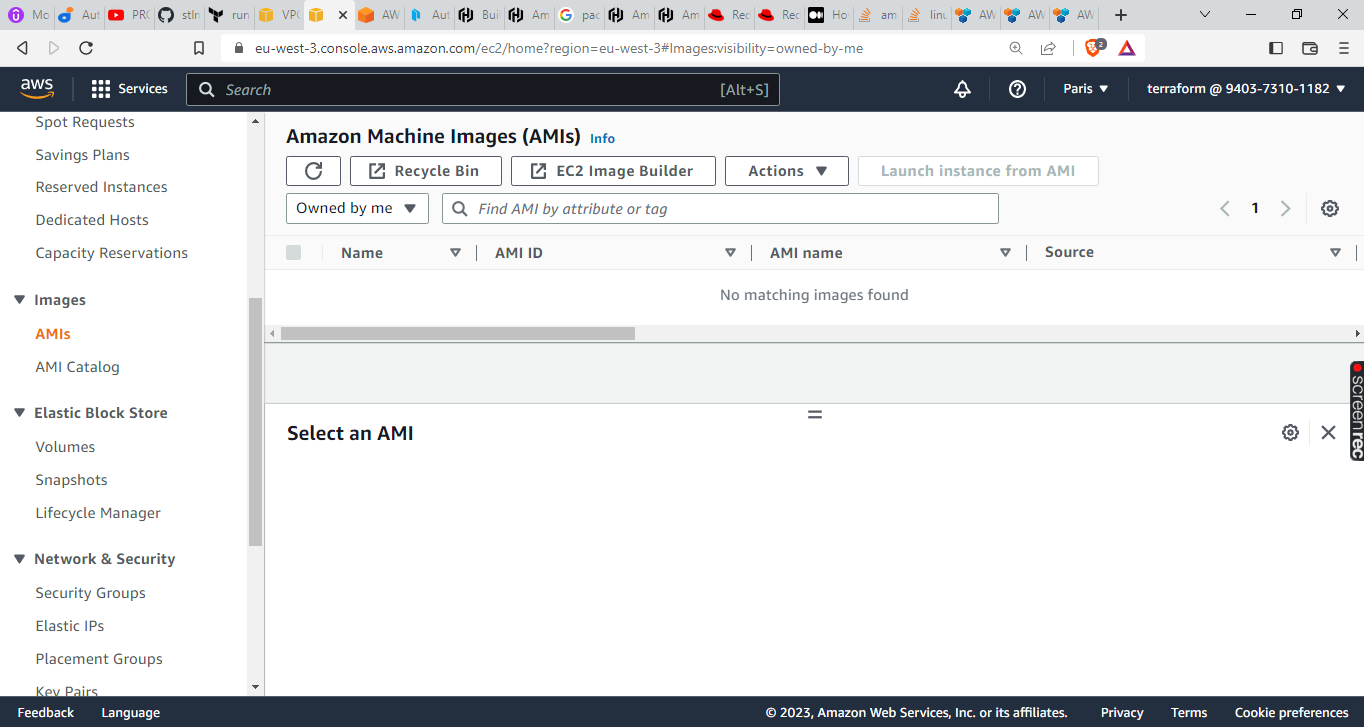 Mo Aut PRO stln run VPC AW Aut Buil Am pac Am Am Rec Rec Ho am linu AW AW AW
eu-west-3.console.aws.amazon.com/ec2/home?region=eu-west-3#Images:visibility=owned-by-me 2
aws Services Search [Alt+S] Paris terraform @ 9403-7310-1182
Spot Requests
Savings Plans
Reserved Instances
Dedicated Hosts
Capacity Reservations
Images
AMIs
AMI Catalog
Elastic Block Store
Volumes
Snapshots
Lifecycle Manager
Network & Security
Security Groups
Elastic IPs
Placement Groups
Key Pairs
Amazon Machine Images (AMIs) Info
Recycle Bin EC2 Image Builder Actions Launch instance from AMI
Owned by me Find AMI by attribute or tag 1
Name AMI ID AMI name Source
No matching images found
Select an AMI
screenrec
Feedback Language © 2023, Amazon Web Services, Inc. or its affiliates. Privacy Terms Cookie preferences